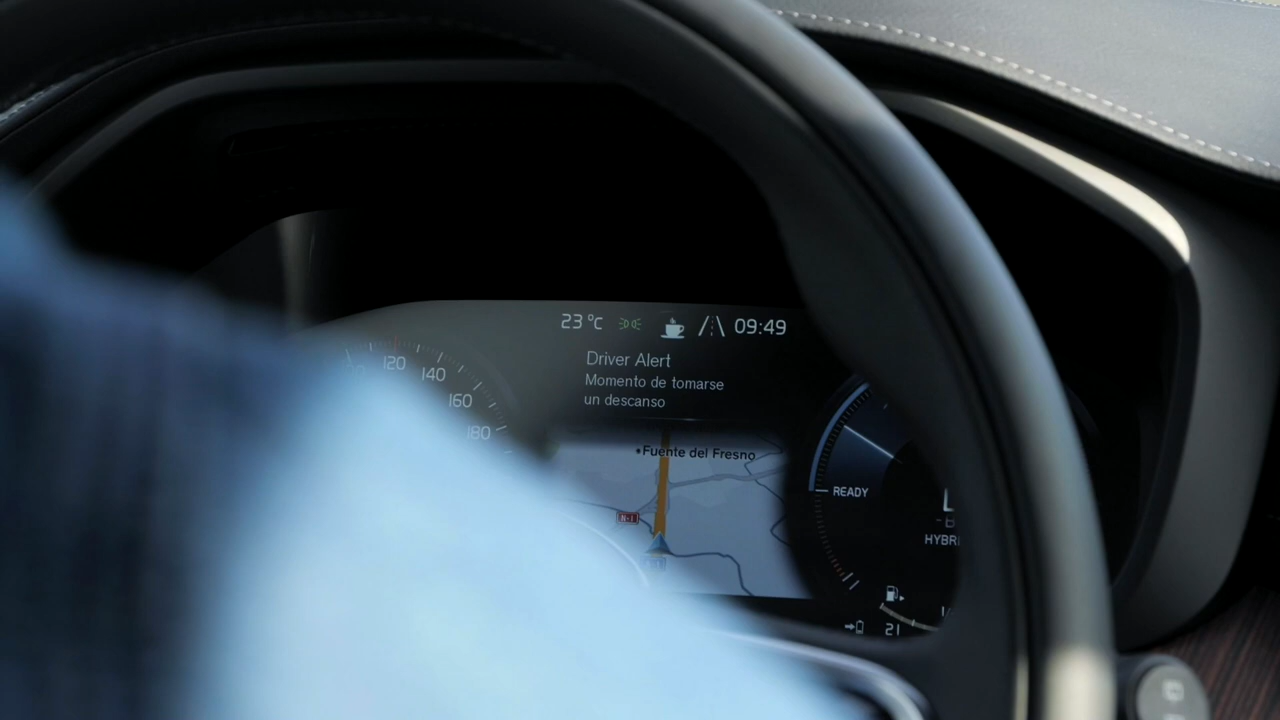 23 °C 09:49
Driver Alert
Momento de tomarse
un descanso
120
140
160
180
•Fuente del Fresno
N-1
READY
21